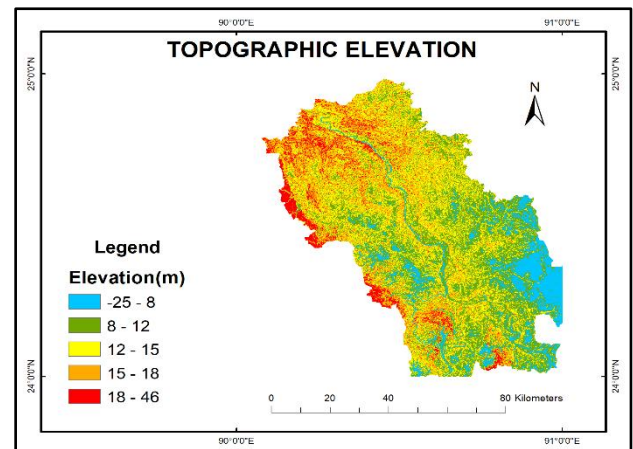 90°0'0"E 91°0'0"E
TOPOGRAPHIC ELEVATION
25°0'0"N 25°0'0"N
N
Legend
Elevation(m)
-25 - 8
8 - 12
12 - 15
15 - 18
18 - 46
24°0'0"N 24°0'0"N
0 20 40 60 80 Kilometers
90°0'0"E 91°0'0"E